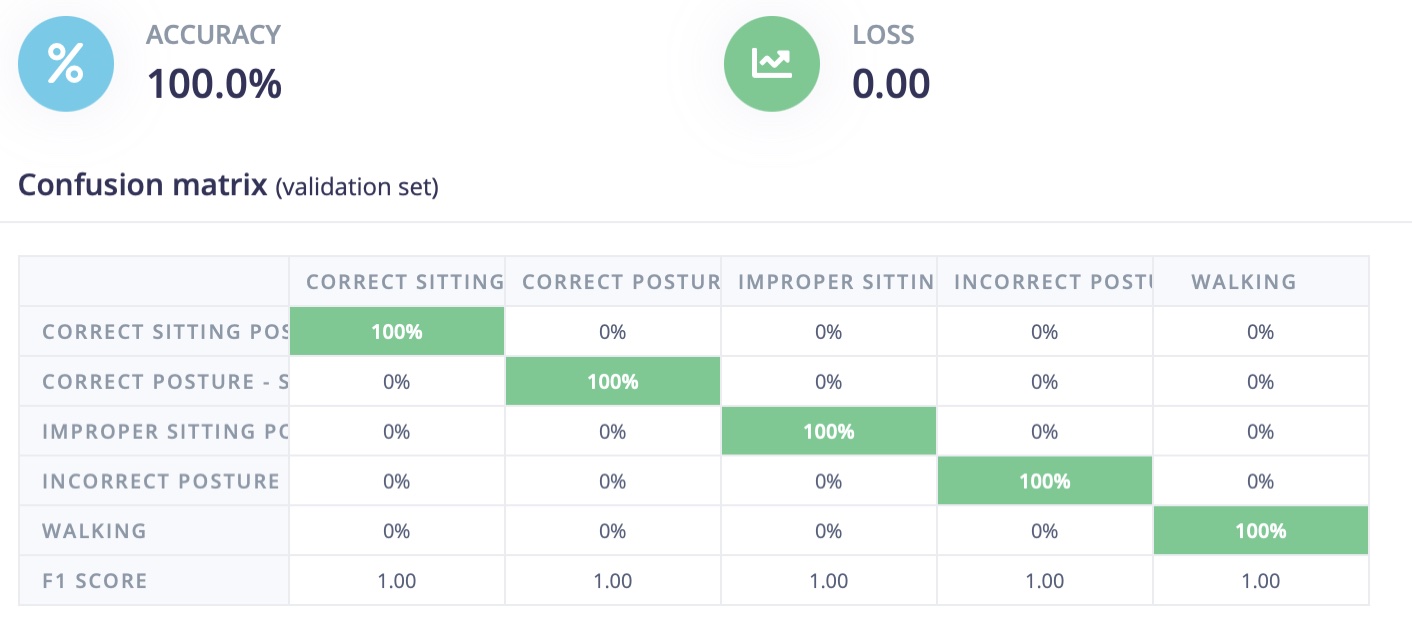 ACCURACY
100.0%
LOSS
0.00
Confusion matrix (validation set)
CORRECT SITTING CORRECT POSTUR IMPROPER SITTIN INCORRECT POSTU WALKING
CORRECT SITTING POS 100% 0% 0% 0% 0%
CORRECT POSTURE - S 0% 100% 0% 0% 0%
IMPROPER SITTING PO 0% 0% 100% 0% 0%
INCORRECT POSTURE 0% 0% 0% 100% 0%
WALKING 0% 0% 0% 0% 100%
F1 SCORE 1.00 1.00 1.00 1.00 1.00